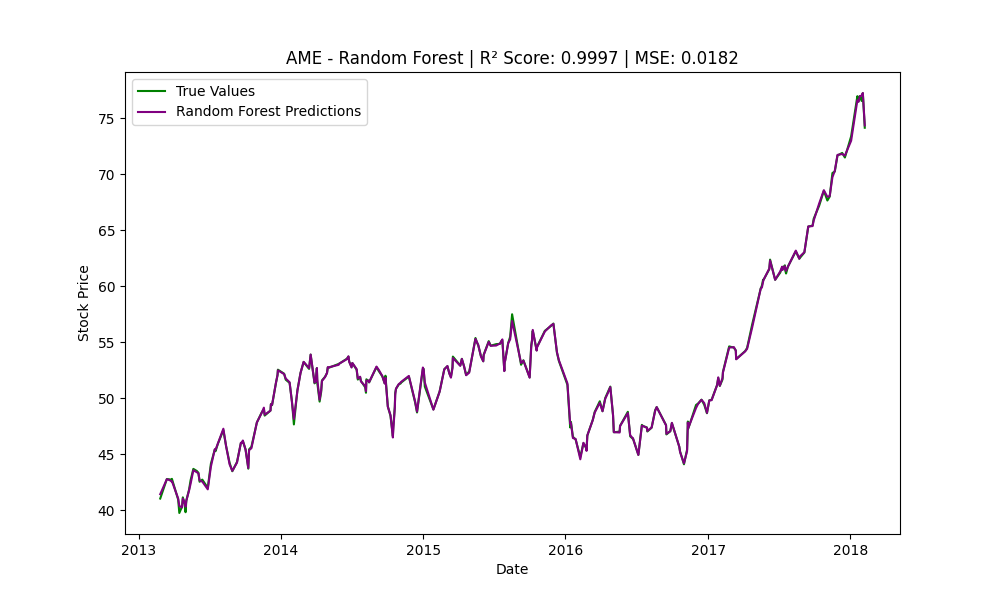 AME - Random Forest | R² Score: 0.9997 | MSE: 0.0182
True Values
Random Forest Predictions
Stock Price
75
70
65
60
55
50
45
40
2013
2014
2015
2016
2017
2018
Date